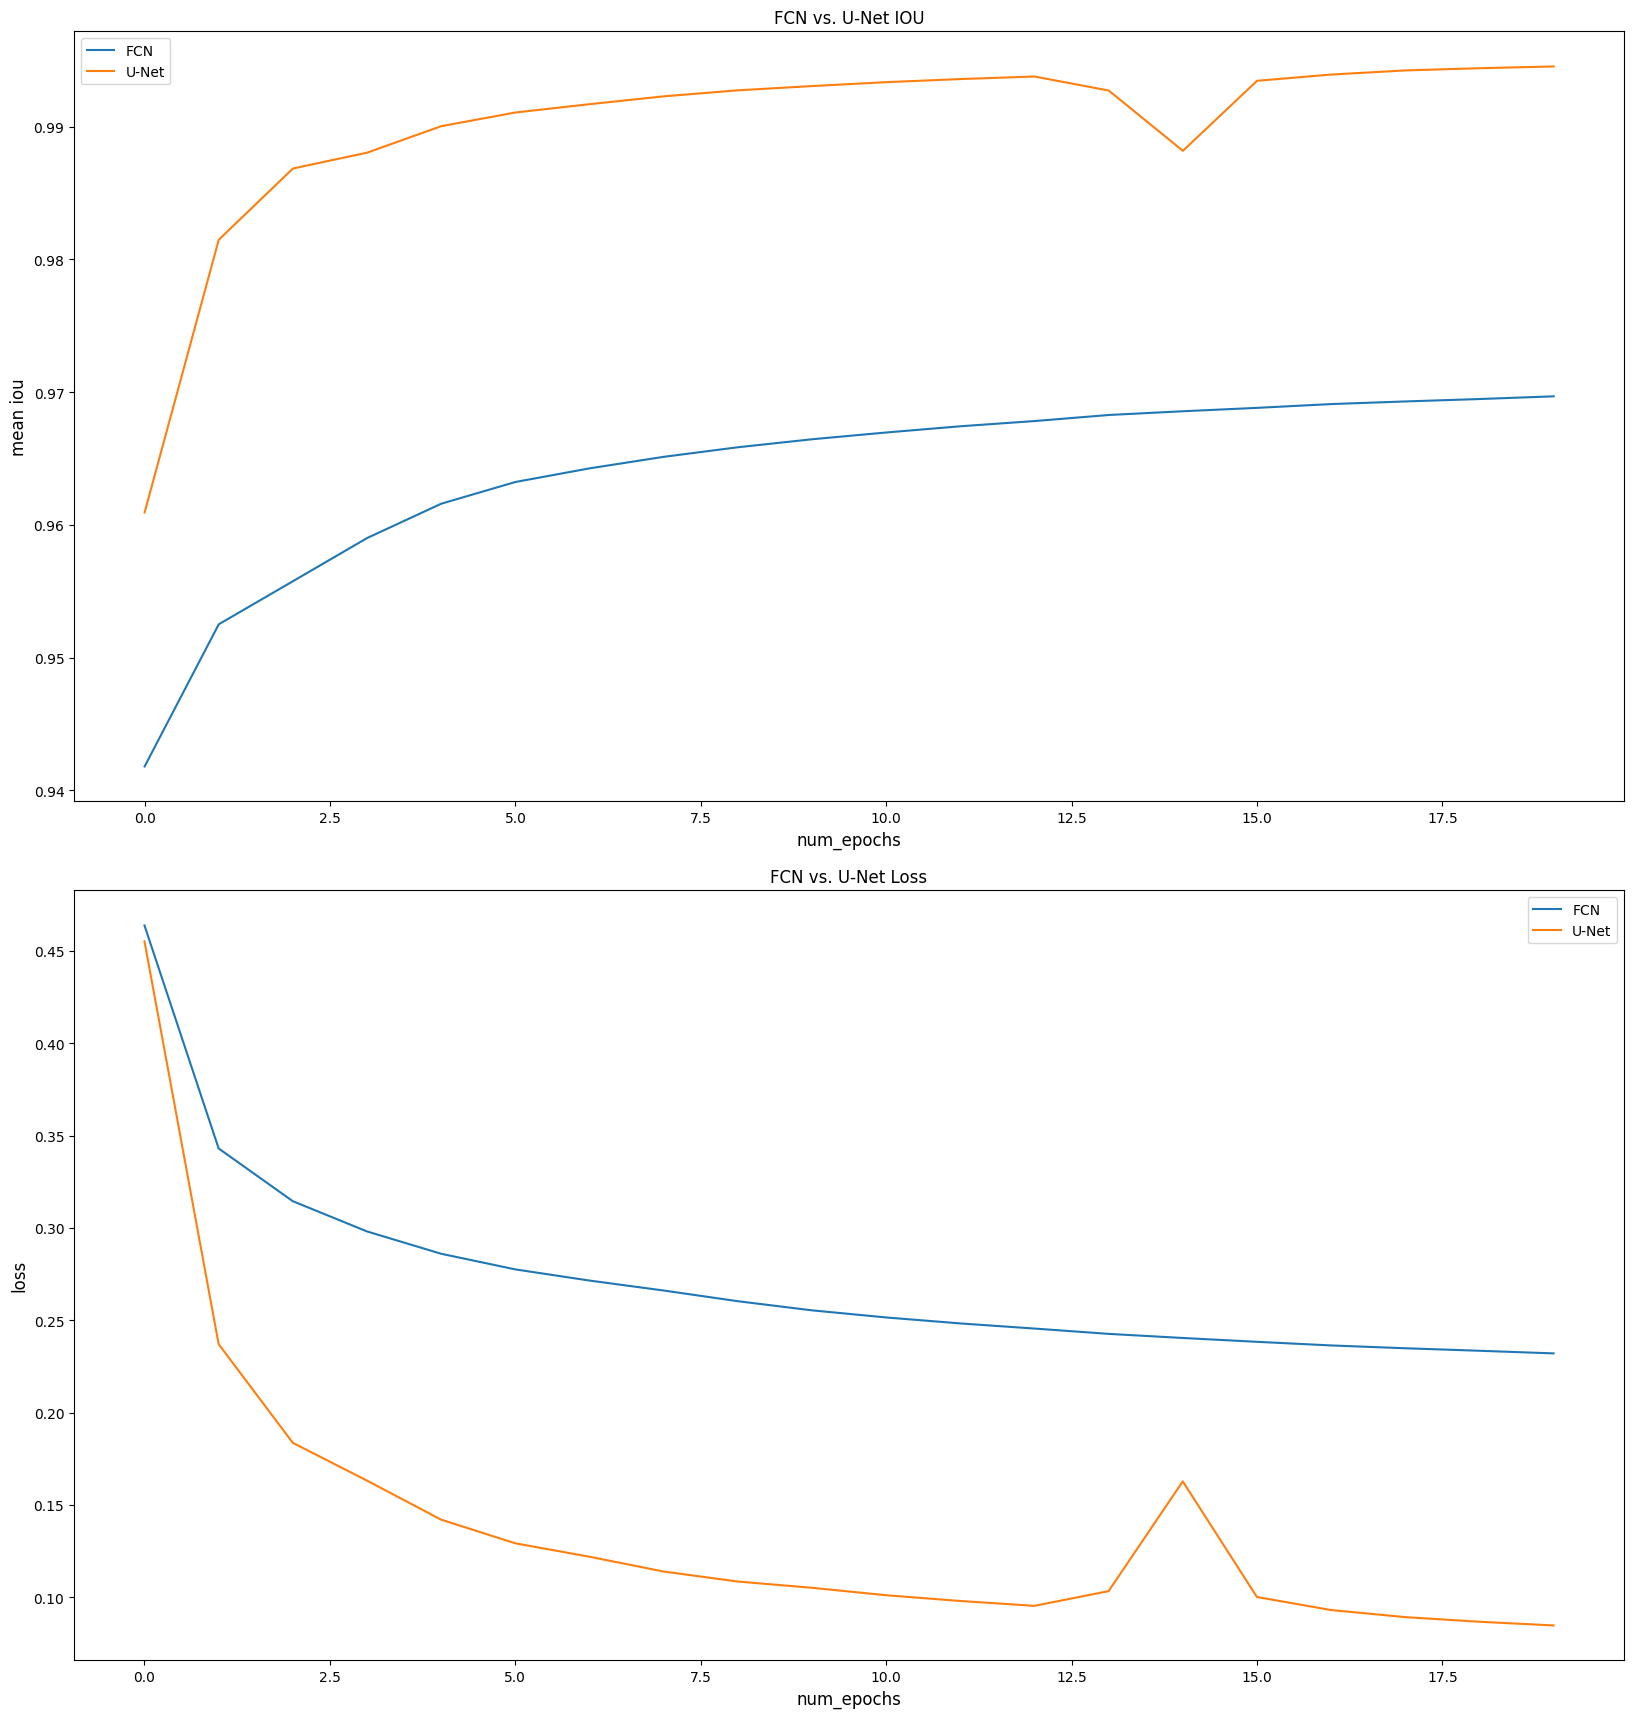 FCN vs. U-Net IOU
FCN
U-Net
0.99
0.98
0.97
0.96
0.95
0.94
mean iou
0.0 2.5 5.0 7.5 10.0 12.5 15.0 17.5
num_epochs
FCN vs. U-Net Loss
FCN
U-Net
0.45
0.40
0.35
0.30
0.25
0.20
0.15
0.10
loss
0.0 2.5 5.0 7.5 10.0 12.5 15.0 17.5
num_epochs